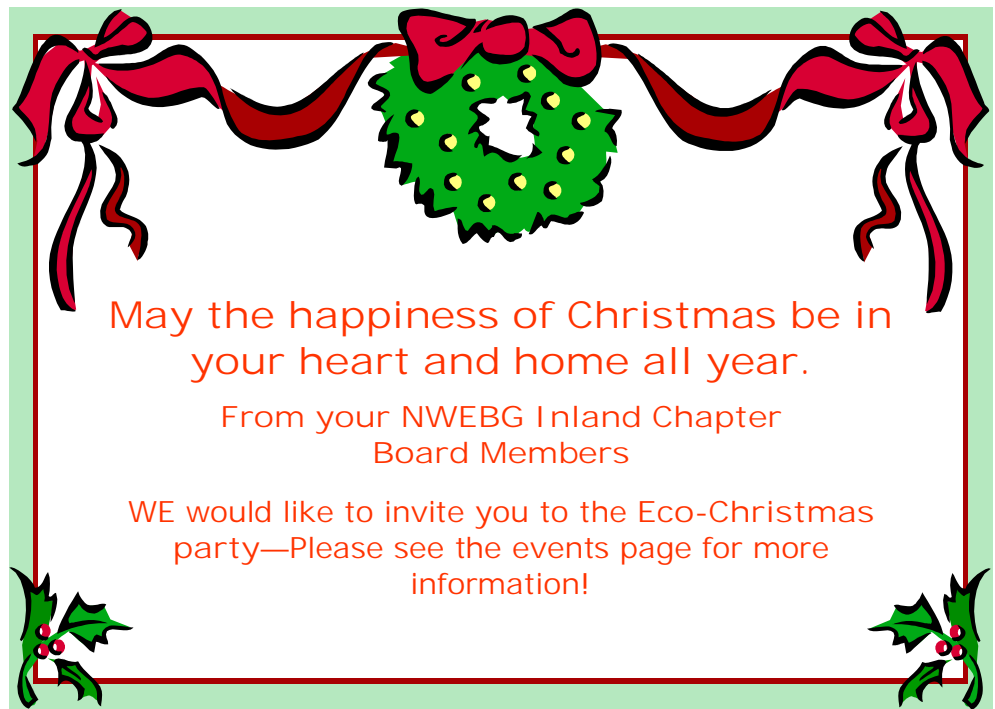 May the happiness of Christmas be in
your heart and home all year.
From your NWEBG Inland Chapter
Board Members
WE would like to invite you to the Eco-Christmas
party—Please see the events page for more
information!